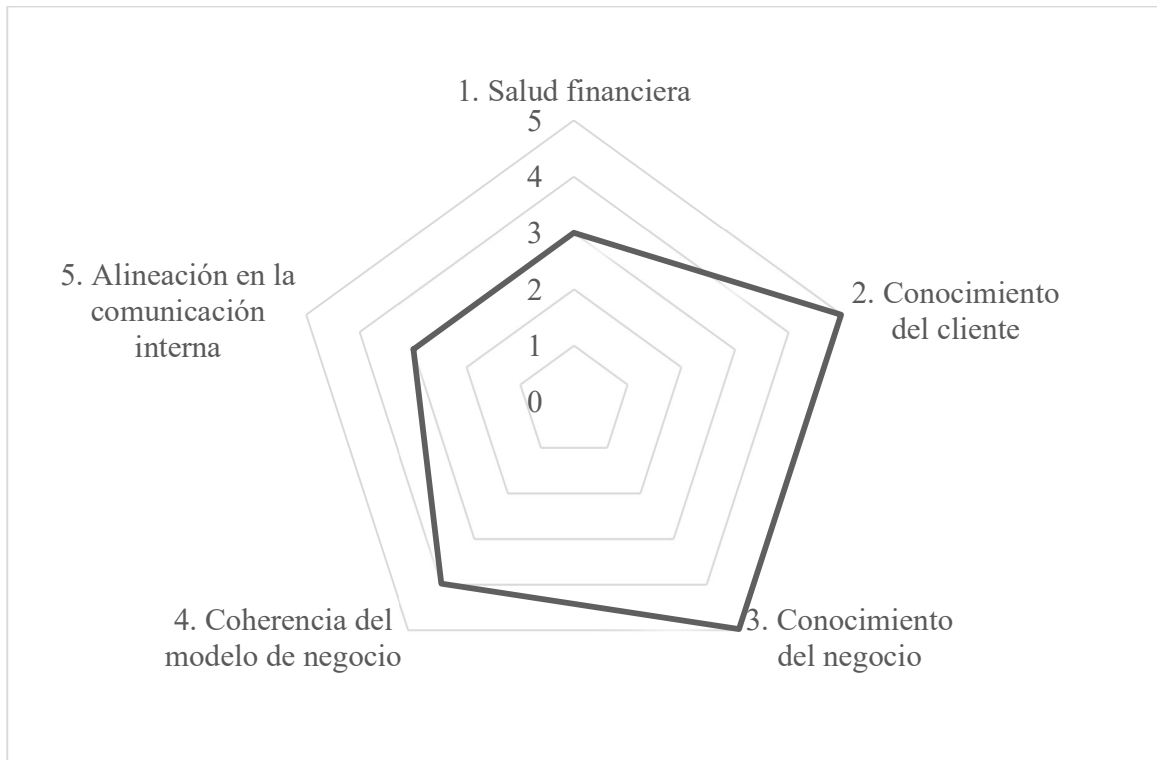 1. Salud financiera
5
4
3
2
1
0
2. Conocimiento
del cliente
3. Conocimiento
del negocio
4. Coherencia del
modelo de negocio
5. Alineación en la
comunicación
interna